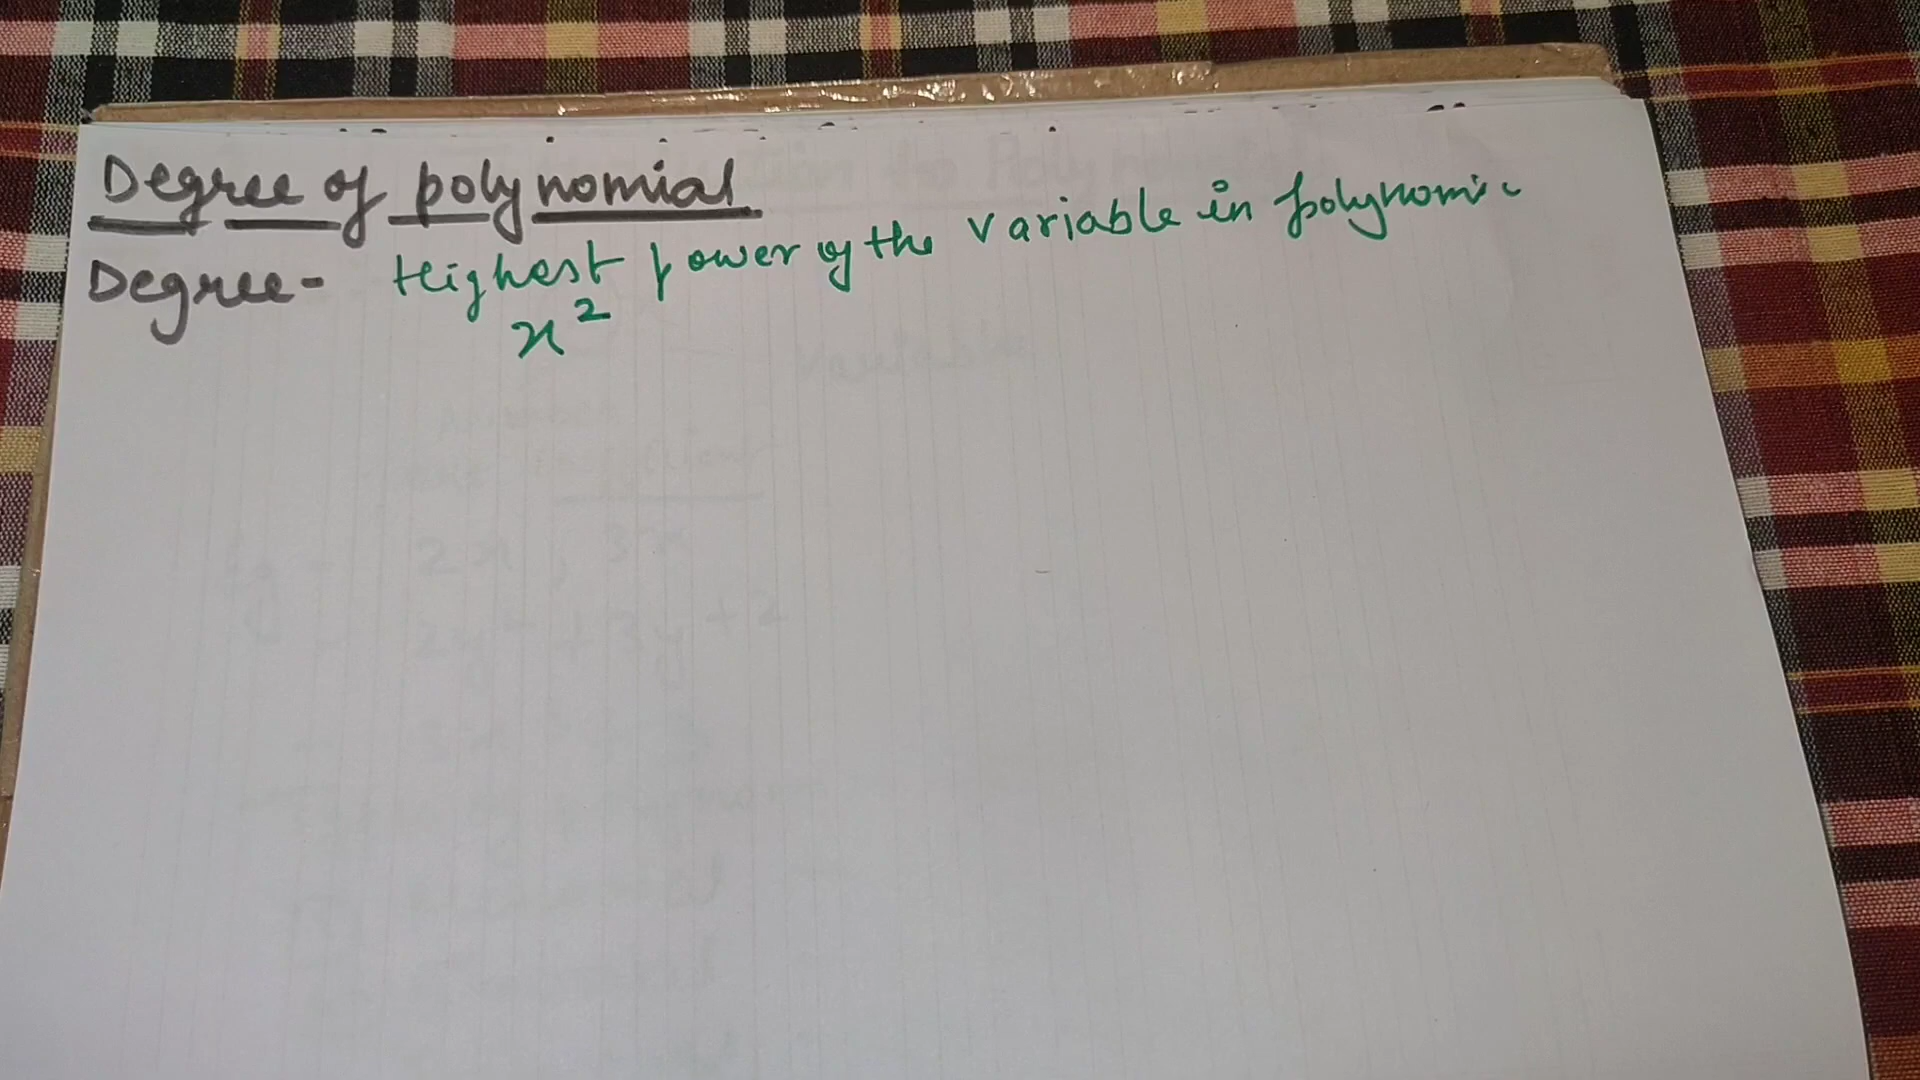 Degree of polynomial
Degree- Highest power of the variable in polynomi
x²